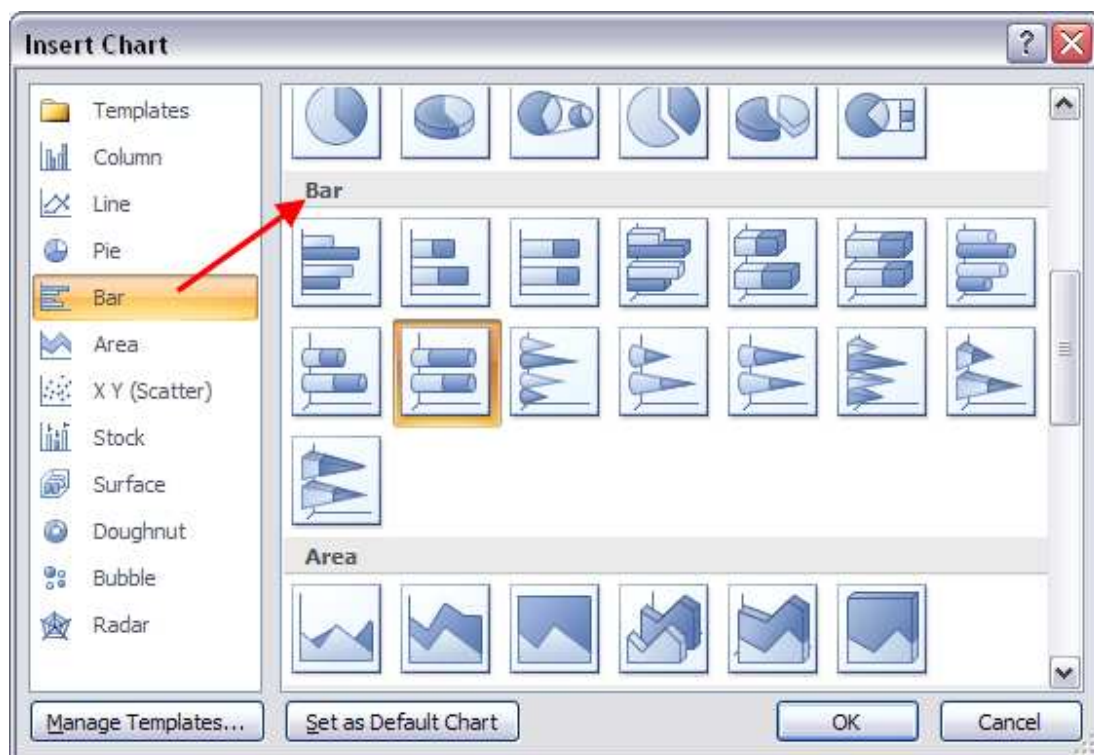 Insert Chart
Templates
Column
Line
Pie
Bar
Area
X Y (Scatter)
Stock
Surface
Doughnut
Bubble
Radar
Bar
Area
Manage Templates...
Set as Default Chart
OK
Cancel